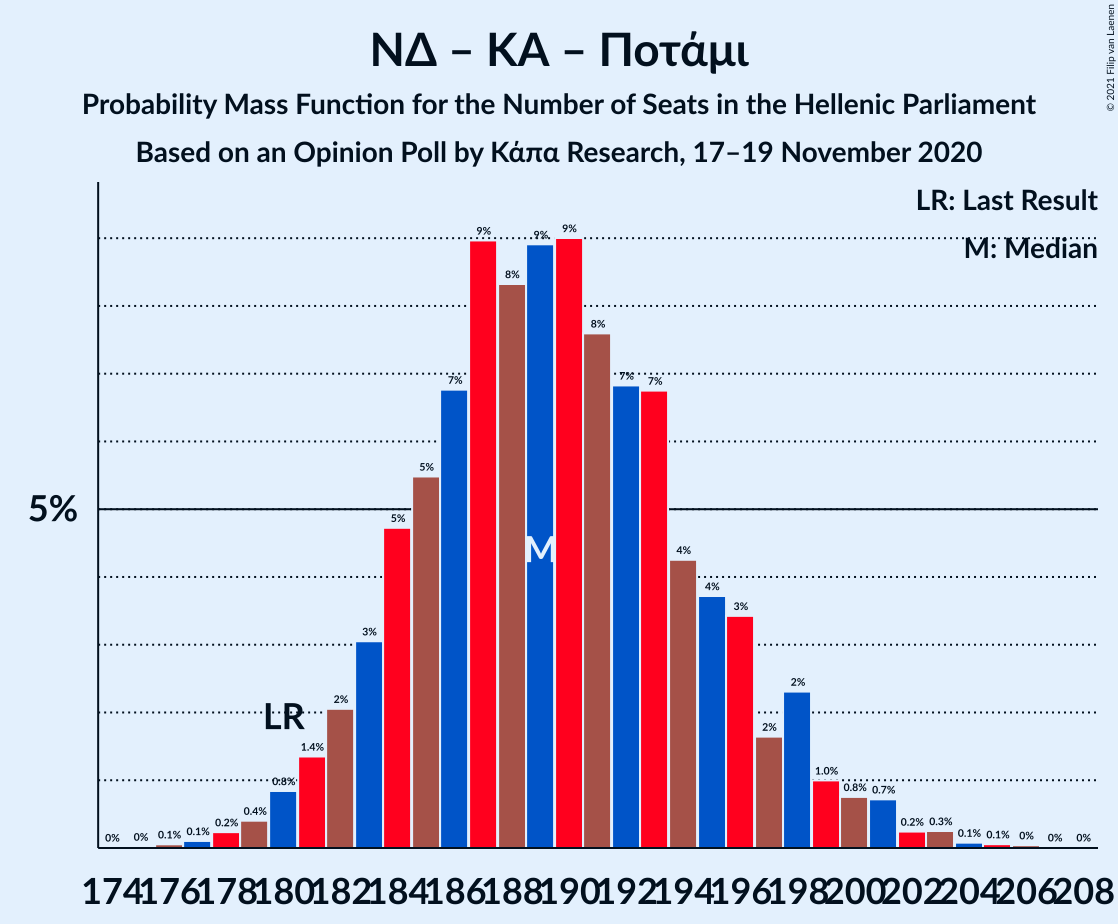 ΝΔ – ΚΑ – Ποτάμι
Probability Mass Function for the Number of Seats in the Hellenic Parliament
Based on an Opinion Poll by Κάπα Research, 17–19 November 2020
© 2021 Filip van Laenen
LR: Last Result
M: Median
5%
LR
M
0% 0% 0.1% 0.1% 0.2% 0.4% 0.8% 1.4% 2% 3% 5% 5% 7% 9% 8% 9% 9% 8% 7% 7% 4% 4% 3% 2% 2% 1.0% 0.8% 0.7% 0.2% 0.3% 0.1% 0.1% 0% 0% 0%
174 176 178 180 182 184 186 188 190 192 194 196 198 200 202 204 206 208